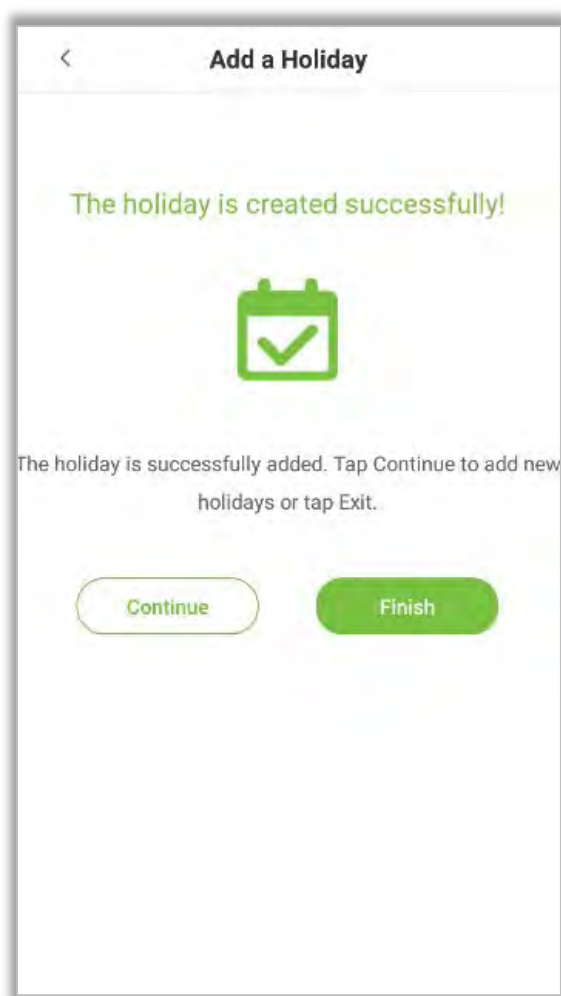 Add a Holiday
The holiday is created successfully!
The holiday is successfully added. Tap Continue to add new
holidays or tap Exit.
Continue
Finish